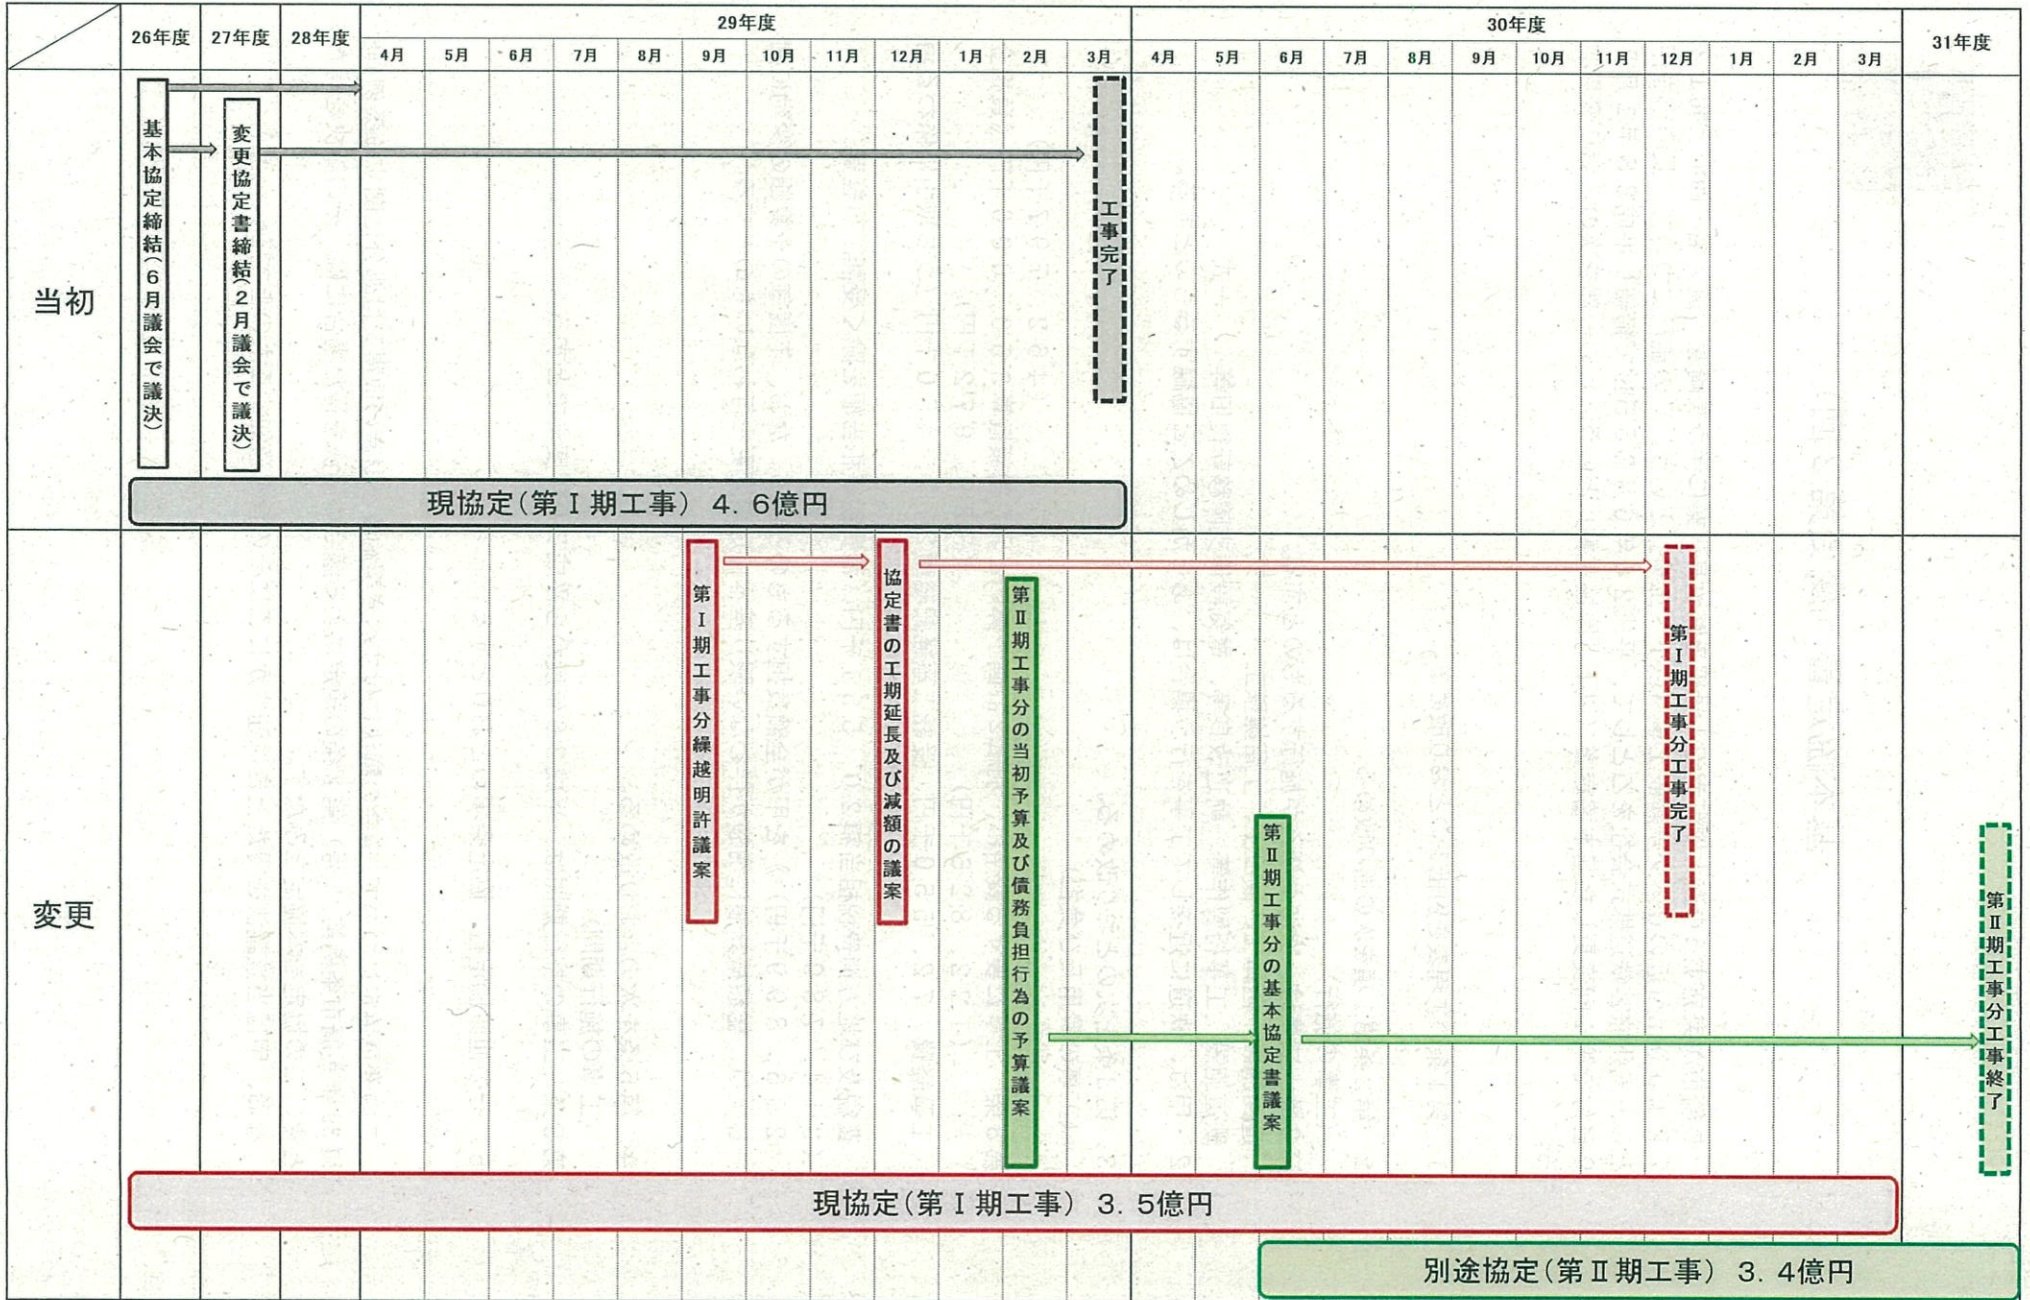 26年度
27年度
28年度
29年度
30年度
31年度
4月
5月
6月
7月
8月
9月
10月
11月
12月
1月
2月
3月
4月
5月
6月
7月
8月
9月
10月
11月
12月
1月
2月
3月
当初
基本協定締結(6月議会で議決)
変更協定書締結(2月議会で議決)
工事完了
現協定(第Ⅰ期工事) 4.6億円
変更
第Ⅰ期工事分繰越明許議案
協定書の工期延長及び減額の議案
第Ⅱ期工事分の当初予算及び債務負担行為の予算議案
第Ⅱ期工事分の基本協定書議案
第Ⅰ期工事分工事完了
第Ⅱ期工事分工事終了
現協定(第Ⅰ期工事) 3.5億円
別途協定(第Ⅱ期工事) 3.4億円